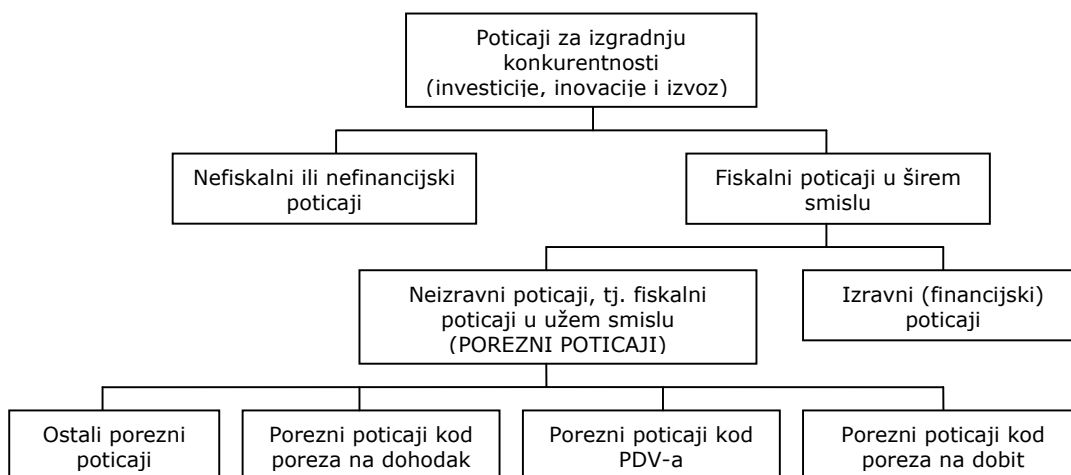 Poticaji za izgradnju
konkurentnosti
(investicije, inovacije i izvoz)
Nefiskalni ili nefinancijski
poticaji
Fiskalni poticaji u širem
smislu
Neizravni poticaji, tj. fiskalni
poticaji u užem smislu
(POREZNI POTICAJI)
Izravni (financijski)
poticaji
Ostali porezni
poticaji
Porezni poticaji kod
poreza na dohodak
Porezni poticaji kod
PDV-a
Porezni poticaji kod
poreza na dobit